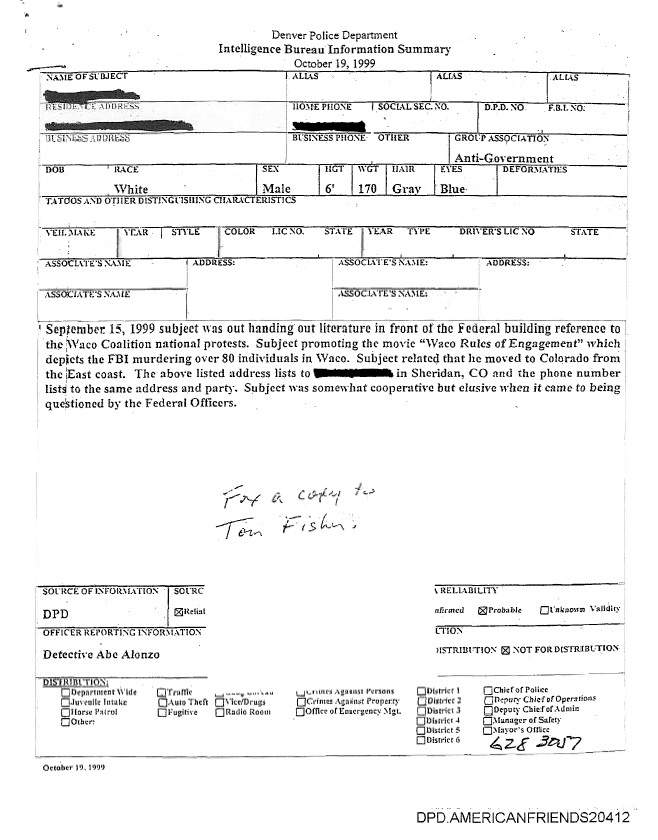 Denver Police Department
Intelligence Bureau Information Summary
October 19, 1999
NAME OF SUBJECT ALIAS ALIAS ALIAS
RESIDENCE ADDRESS HOME PHONE SOCIAL SEC. NO. D.P.D. NO F.B.I. NO.
BUSINESS ADDRESS BUSINESS PHONE OTHER GROUP ASSOCIATION
Anti-Government
DOB RACE SEX HGT WGT HAIR EYES DEFORMATIES
White Male 6' 170 Gray Blue
TATOOS AND OTHER DISTINGUISHING CHARACTERISTICS
VEH. MAKE YEAR STYLE COLOR LIC NO. STATE YEAR TYPE DRIVER'S LIC NO STATE
ASSOCIATE'S NAME ADDRESS: ASSOCIATE'S NAME: ADDRESS:
ASSOCIATE'S NAME ASSOCIATE'S NAME:
September 15, 1999 subject was out handing out literature in front of the Federal building reference to
the Waco Coalition national protests. Subject promoting the movie "Waco Rules of Engagement" which
depicts the FBI murdering over 80 individuals in Waco. Subject related that he moved to Colorado from
the East coast. The above listed address lists to in Sheridan, CO and the phone number
lists to the same address and party. Subject was somewhat cooperative but elusive when it came to being
questioned by the Federal Officers.
For a copy to
Tom Fisher.
SOURCE OF INFORMATION SOURC RELIABILITY
DPD Reliat nfirmed Probable Unknown Validity
OFFICER REPORTING INFORMATION CTION
Detective Abe Alonzo DISTRIBUTION NOT FOR DISTRIBUTION
DISTRIBUTION:
Department Wide Traffic Crimes Against Persons District 1 Chief of Police
Juvenile Intake Auto Theft Vice/Drugs Crimes Against Property District 2 Deputy Chief of Operations
Horse Patrol Fugitive Radio Room Office of Emergency Mgt. District 3 Deputy Chief of Admin
Other: District 4 Manager of Safety
District 5 Mayor's Office
District 6 628 3057
October 19, 1999
DPD.AMERICANFRIENDS20412